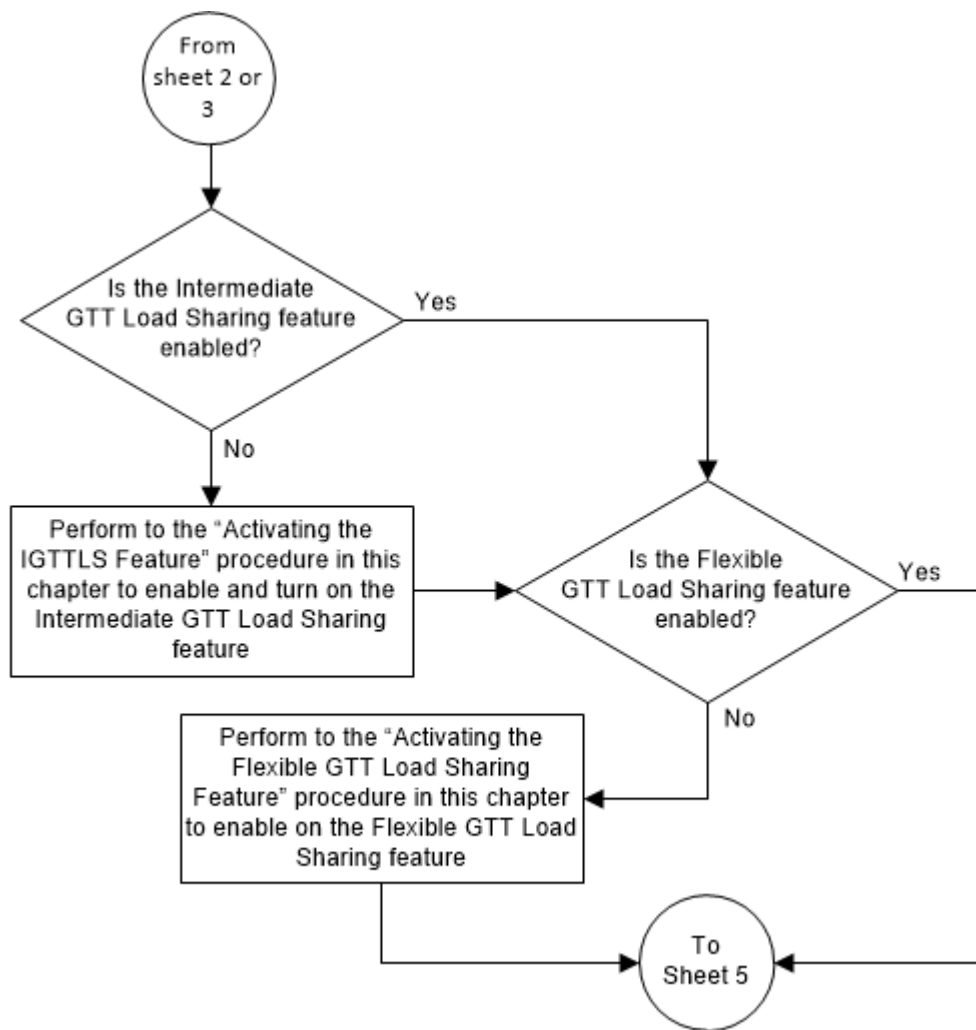 From
sheet 2 or
3
Is the Intermediate
GTT Load Sharing feature
enabled?
Yes
No
Perform to the “Activating the
IGTTLS Feature” procedure in this
chapter to enable and turn on the
Intermediate GTT Load Sharing
feature
Is the Flexible
GTT Load Sharing feature
enabled?
Yes
No
Perform to the “Activating the
Flexible GTT Load Sharing
Feature” procedure in this chapter
to enable on the Flexible GTT Load
Sharing feature
To
Sheet 5